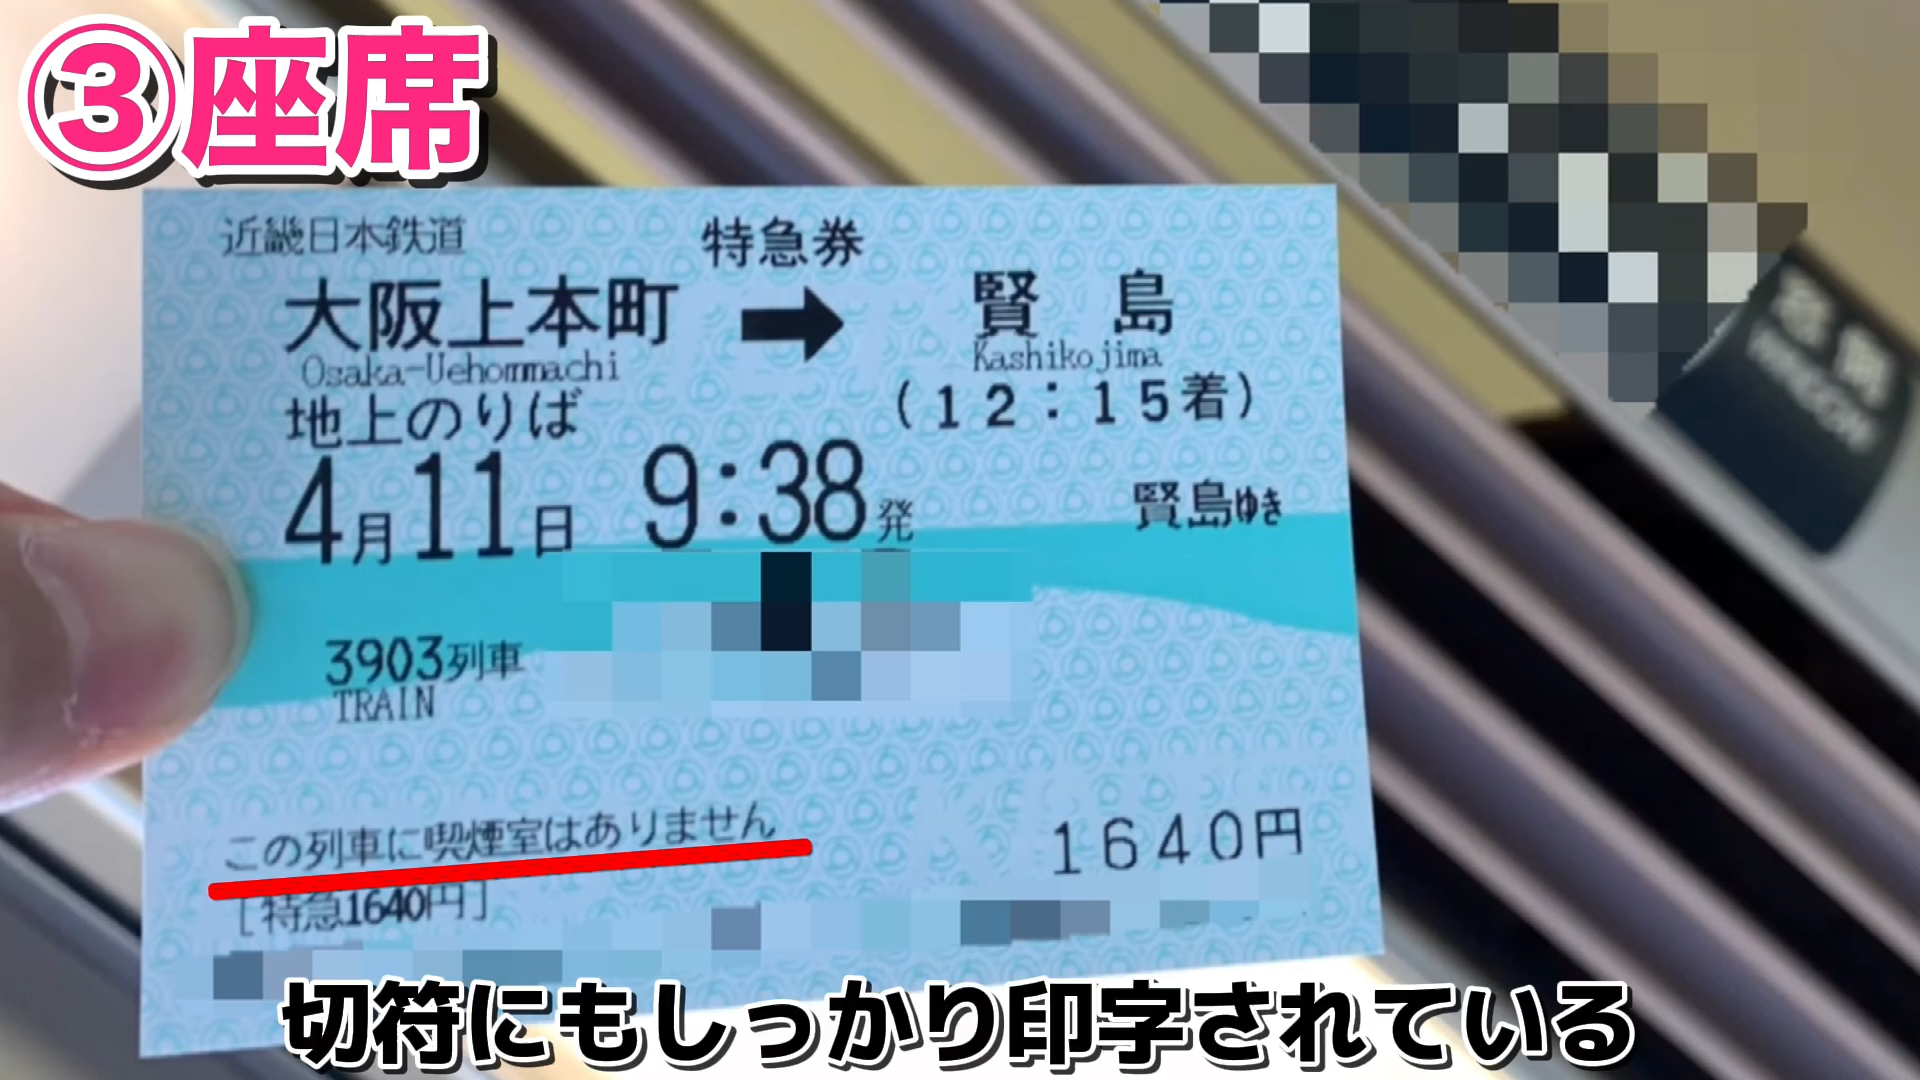 ③座席
近畿日本鉄道 特急券
大阪上本町 ➡ 賢島
Osaka-Uehommachi Kashikojima
地上のりば (12:15着)
4月11日 9:38発 賢島ゆき
3903列車
TRAIN
この列車に喫煙室はありません
1640円
[特急1640円]
切符にもしっかり印字されている